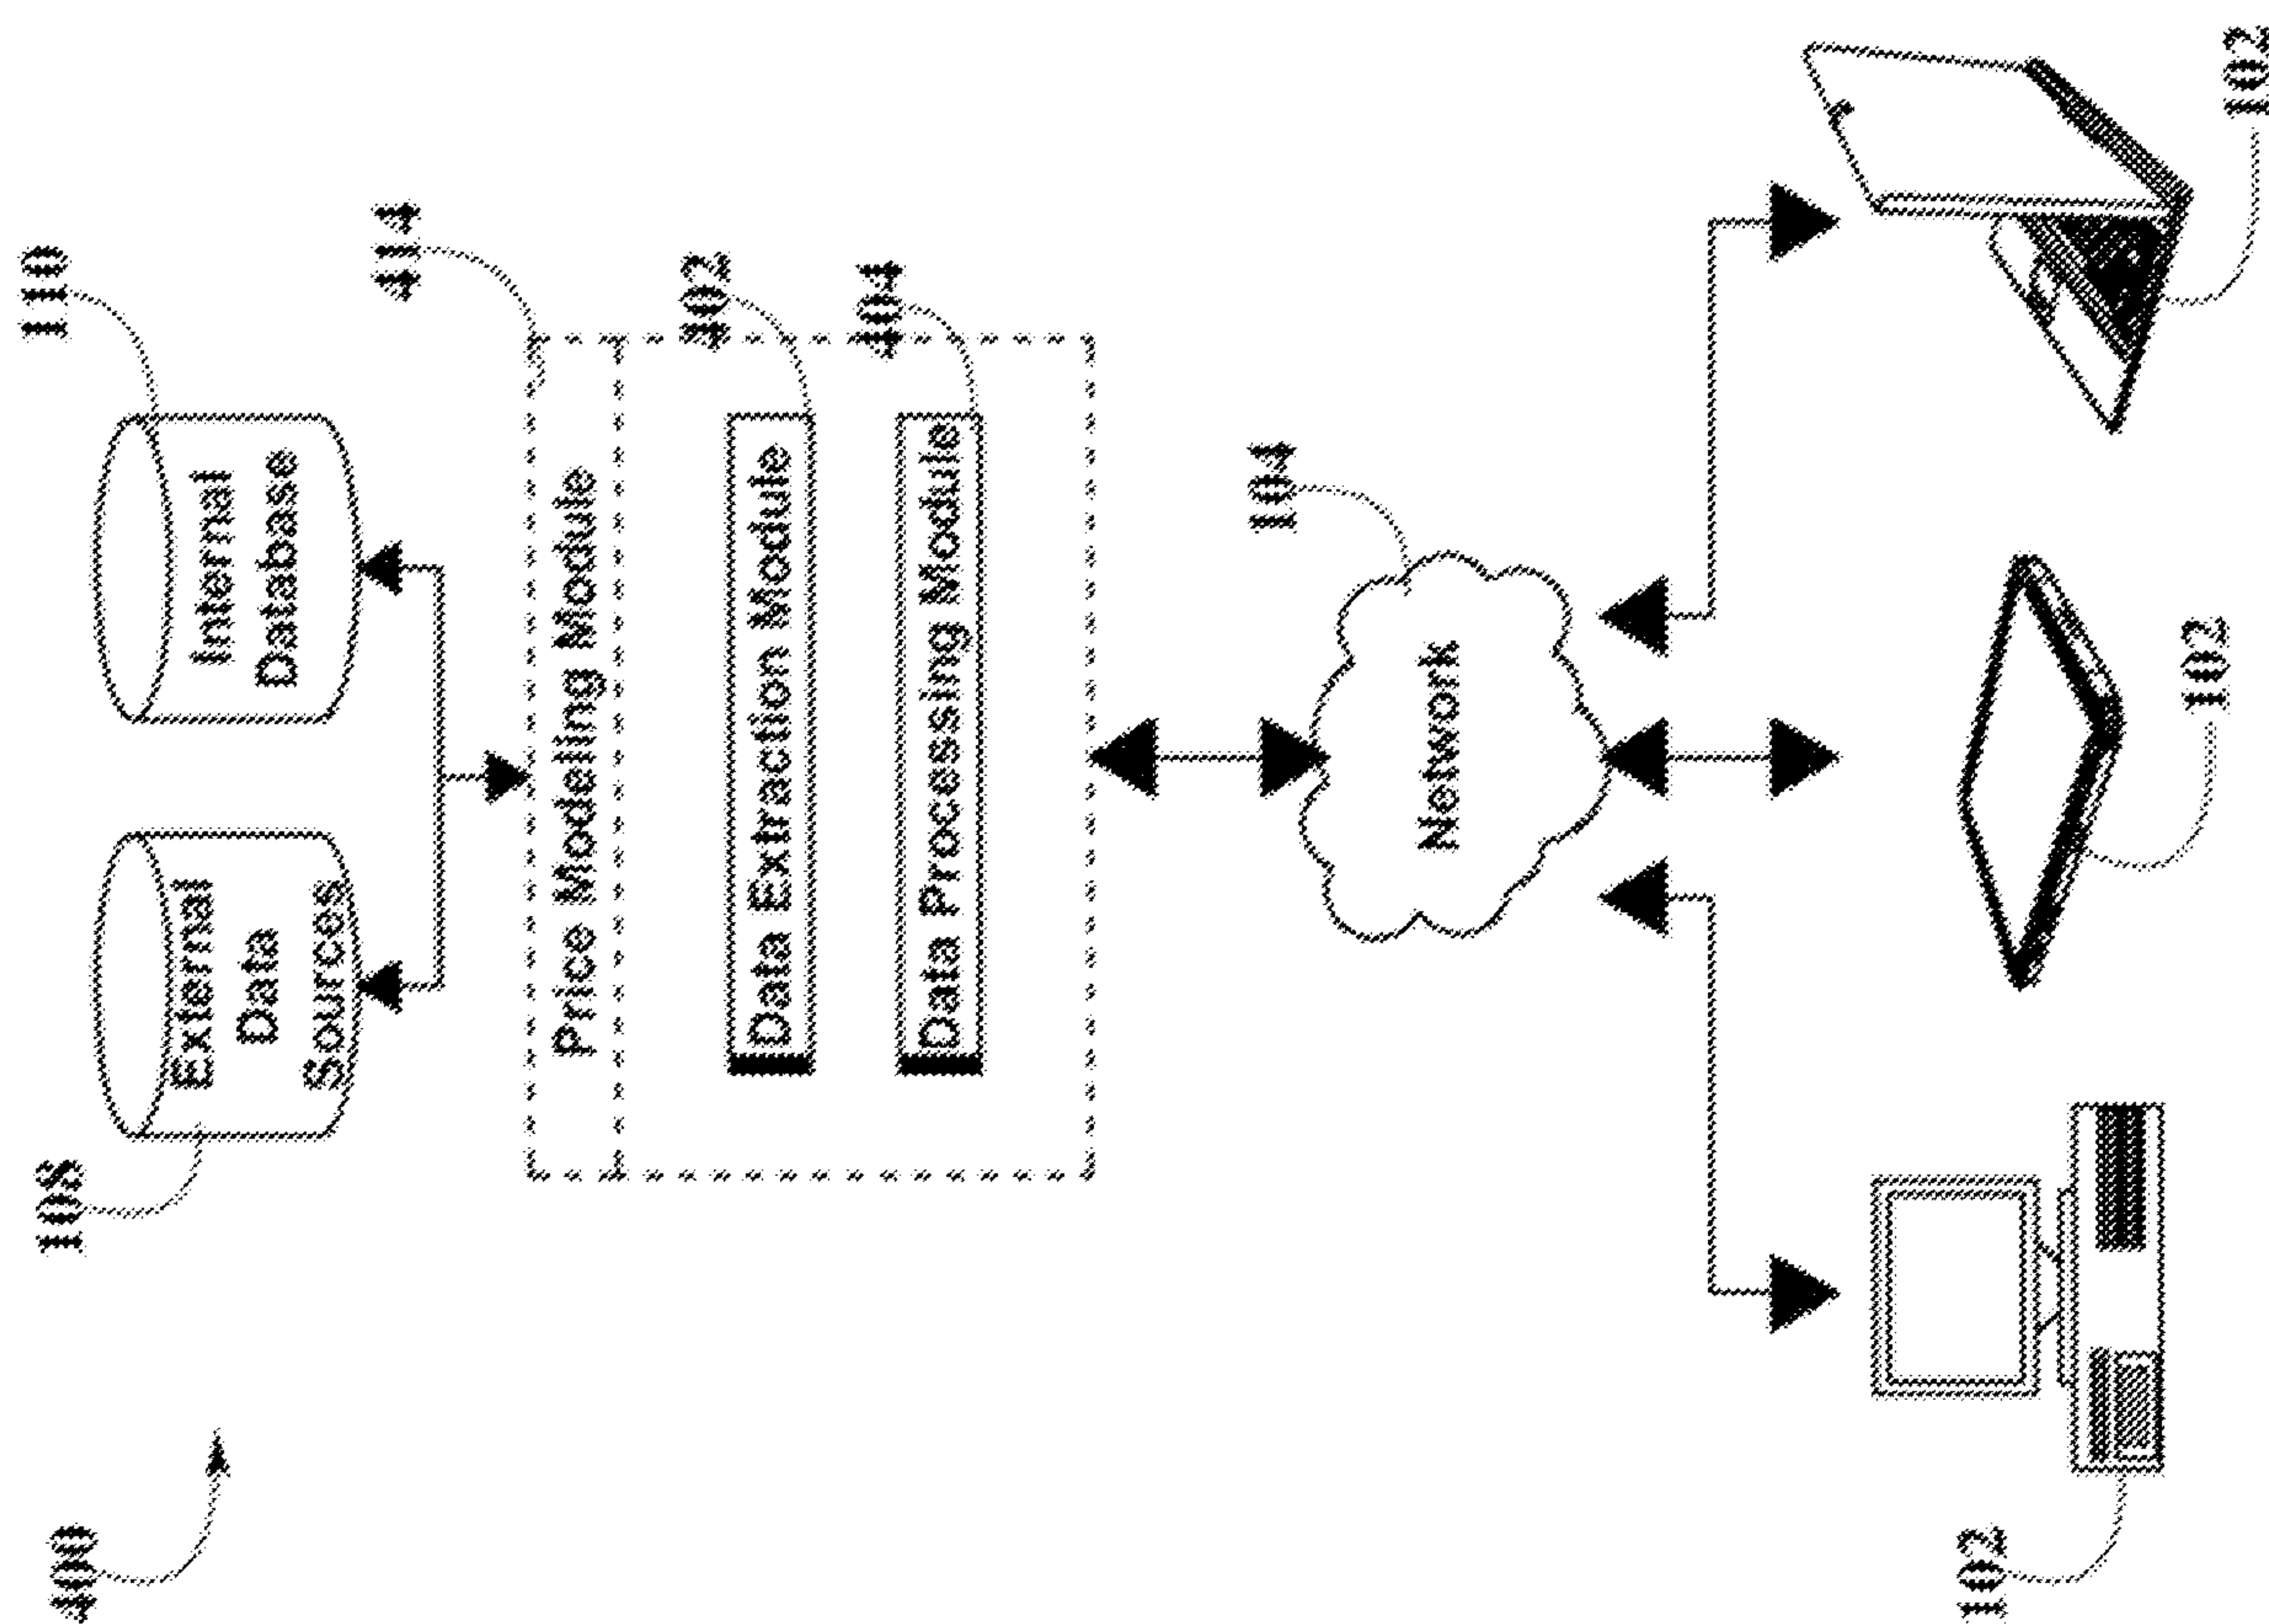 400
108
External
Data
Sources
110
Internal
Database
414
Price Modeling Module
402
Data Extraction Module
404
Data Processing Module
104
Network
102
102
102